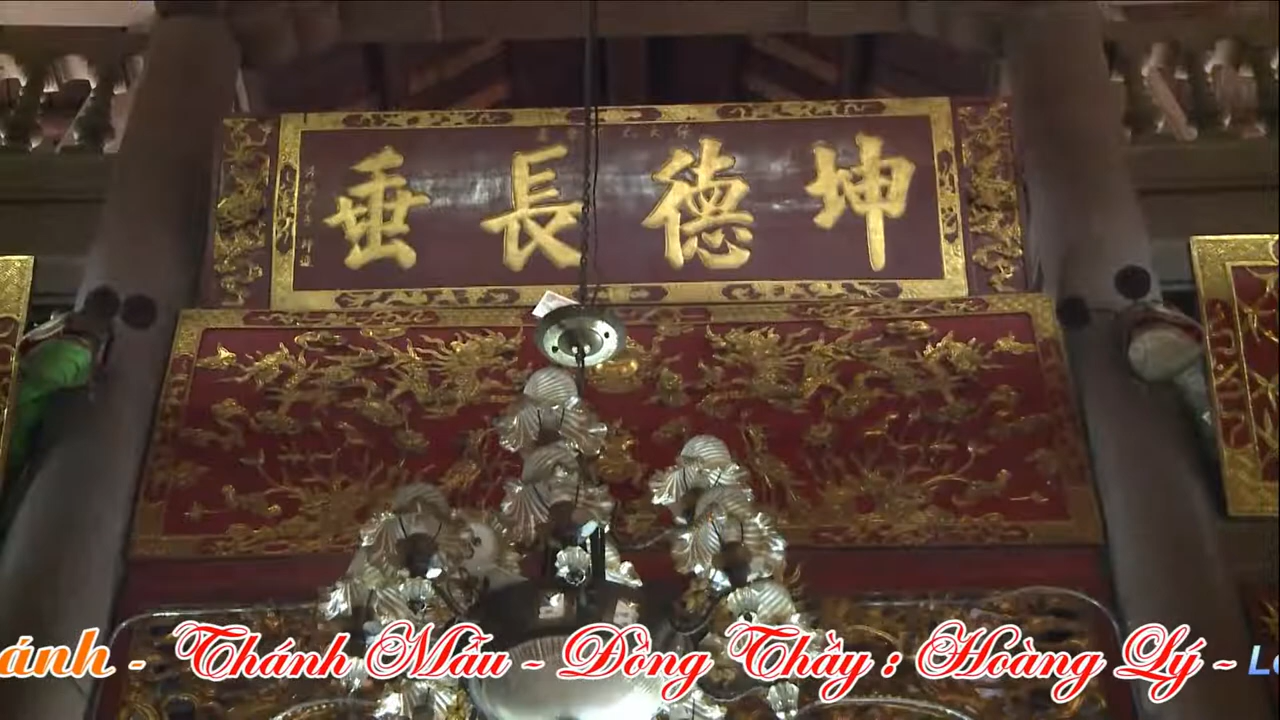 坤德長垂
ánh - Thánh Mẫu ~ Đồng Thầy : Hoàng Lý ~ L